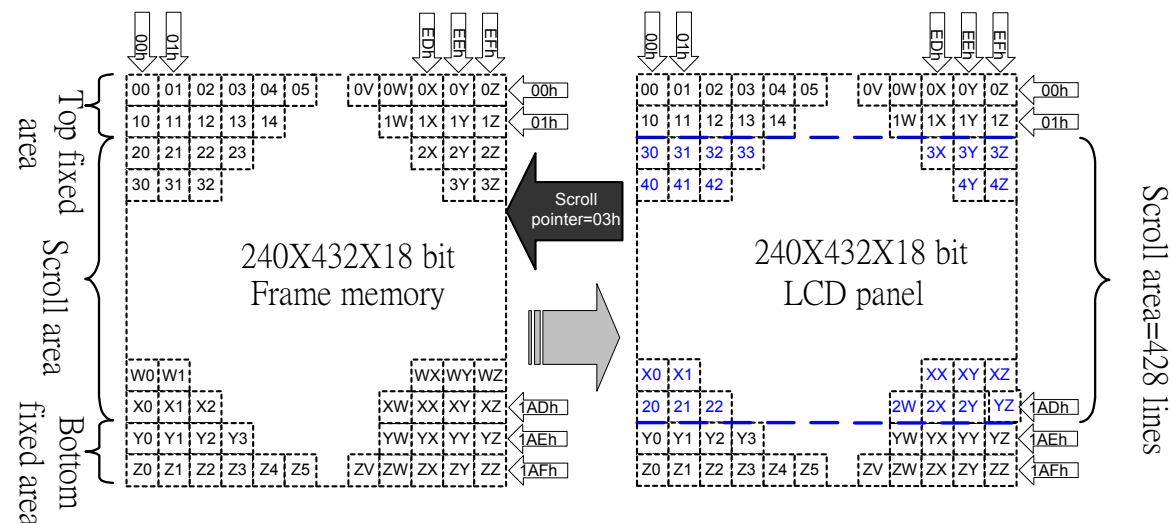 00h 01h EDh EEh EFh
00 01 02 03 04 05 0V 0W 0X 0Y 0Z 00h
10 11 12 13 14 1W 1X 1Y 1Z 01h
20 21 22 23 2X 2Y 2Z
30 31 32 3Y 3Z
240X432X18 bit
Frame memory
W0 W1 WX WY WZ
X0 X1 X2 XW XX XY XZ 1ADh
Y0 Y1 Y2 Y3 YW YX YY YZ 1AEh
Z0 Z1 Z2 Z3 Z4 Z5 ZV ZW ZX ZY ZZ 1AFh
Top fixed
area
Scroll area
Bottom
fixed area
Scroll
pointer=03h
00h 01h EDh EEh EFh
00 01 02 03 04 05 0V 0W 0X 0Y 0Z 00h
10 11 12 13 14 1W 1X 1Y 1Z 01h
30 31 32 33 3X 3Y 3Z
40 41 42 4Y 4Z
240X432X18 bit
LCD panel
X0 X1 XX XY XZ
20 21 22 2W 2X 2Y YZ 1ADh
Y0 Y1 Y2 Y3 YW YX YY YZ 1AEh
Z0 Z1 Z2 Z3 Z4 Z5 ZV ZW ZX ZY ZZ 1AFh
Scroll area=428 lines